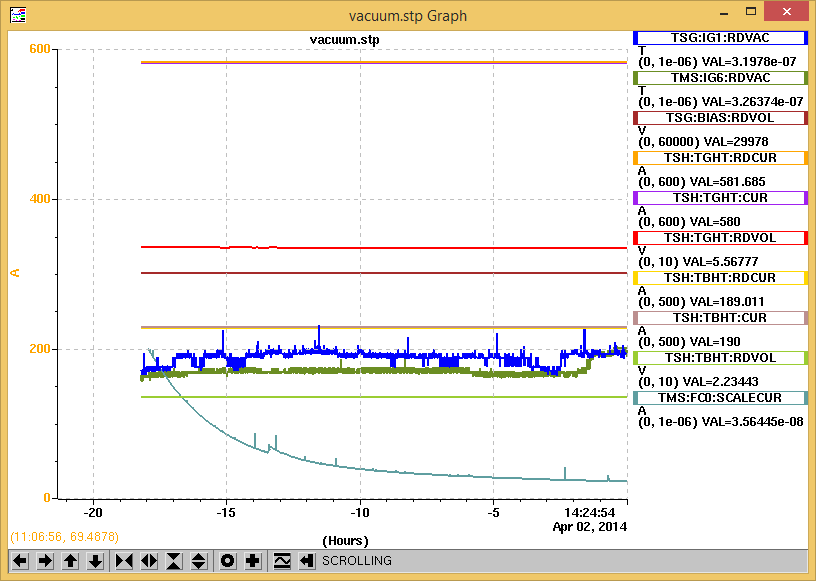 vacuum.stp Graph
vacuum.stp
600
400
A
200
0
-20
-15
-10
-5
14:24:54
Apr 02, 2014
(Hours)
(11:06:56, 69.4878)
TSG:IG1:RDVAC
T
(0, 1e-06) VAL=3.1978e-07
TMS:IG6:RDVAC
T
(0, 1e-06) VAL=3.26374e-07
TSG:BIAS:RDVOL
V
(0, 60000) VAL=29978
TSH:TGHT:RDCUR
A
(0, 600) VAL=581.685
TSH:TGHT:CUR
A
(0, 600) VAL=580
TSH:TGHT:RDVOL
V
(0, 10) VAL=5.56777
TSH:TBHT:RDCUR
A
(0, 500) VAL=189.011
TSH:TBHT:CUR
A
(0, 500) VAL=190
TSH:TBHT:RDVOL
V
(0, 10) VAL=2.23443
TMS:FC0:SCALECUR
A
(0, 1e-06) VAL=3.56445e-08
SCROLLING